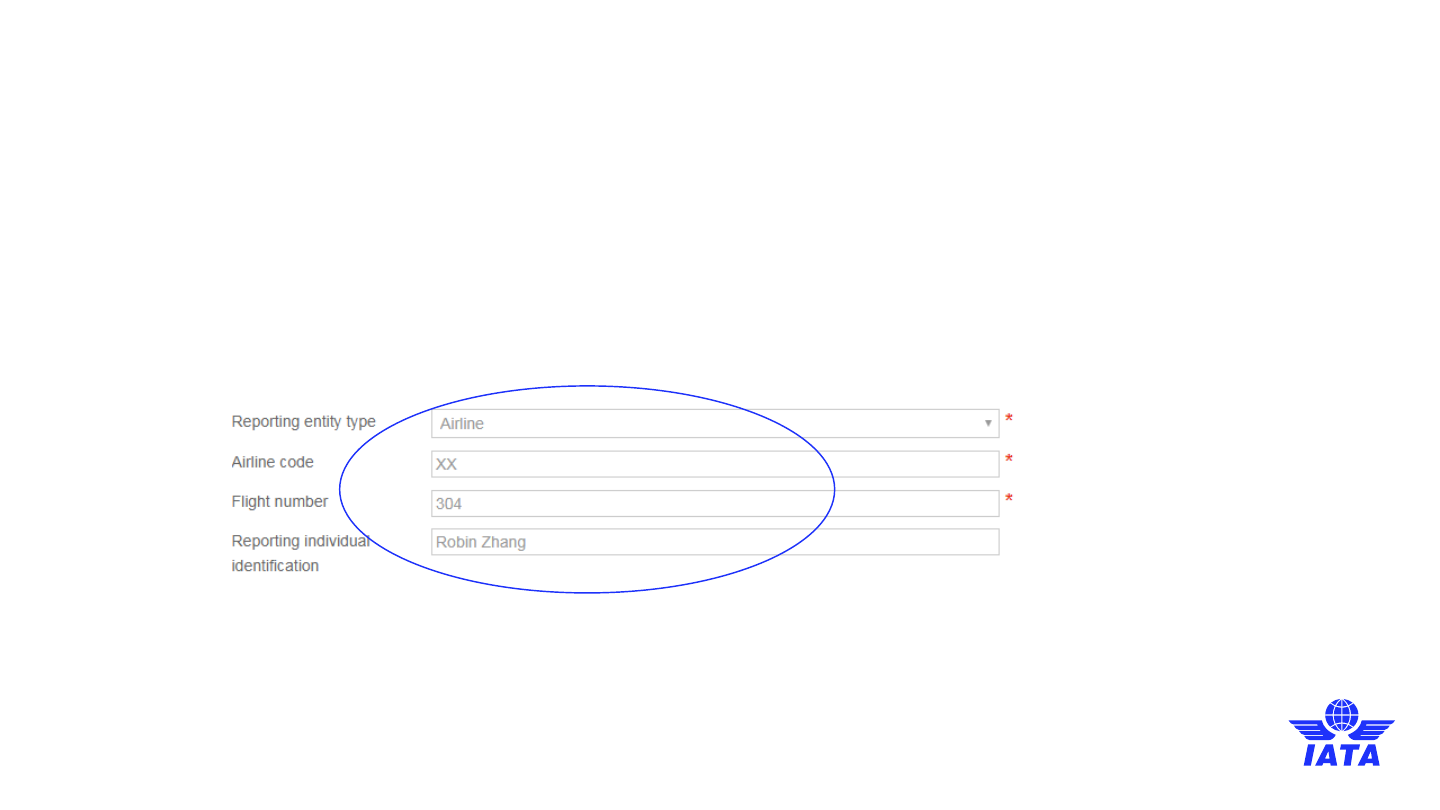 Reporting entity type Airline ▼ *
Airline code XX *
Flight number 304 *
Reporting individual Robin Zhang
identification
IATA